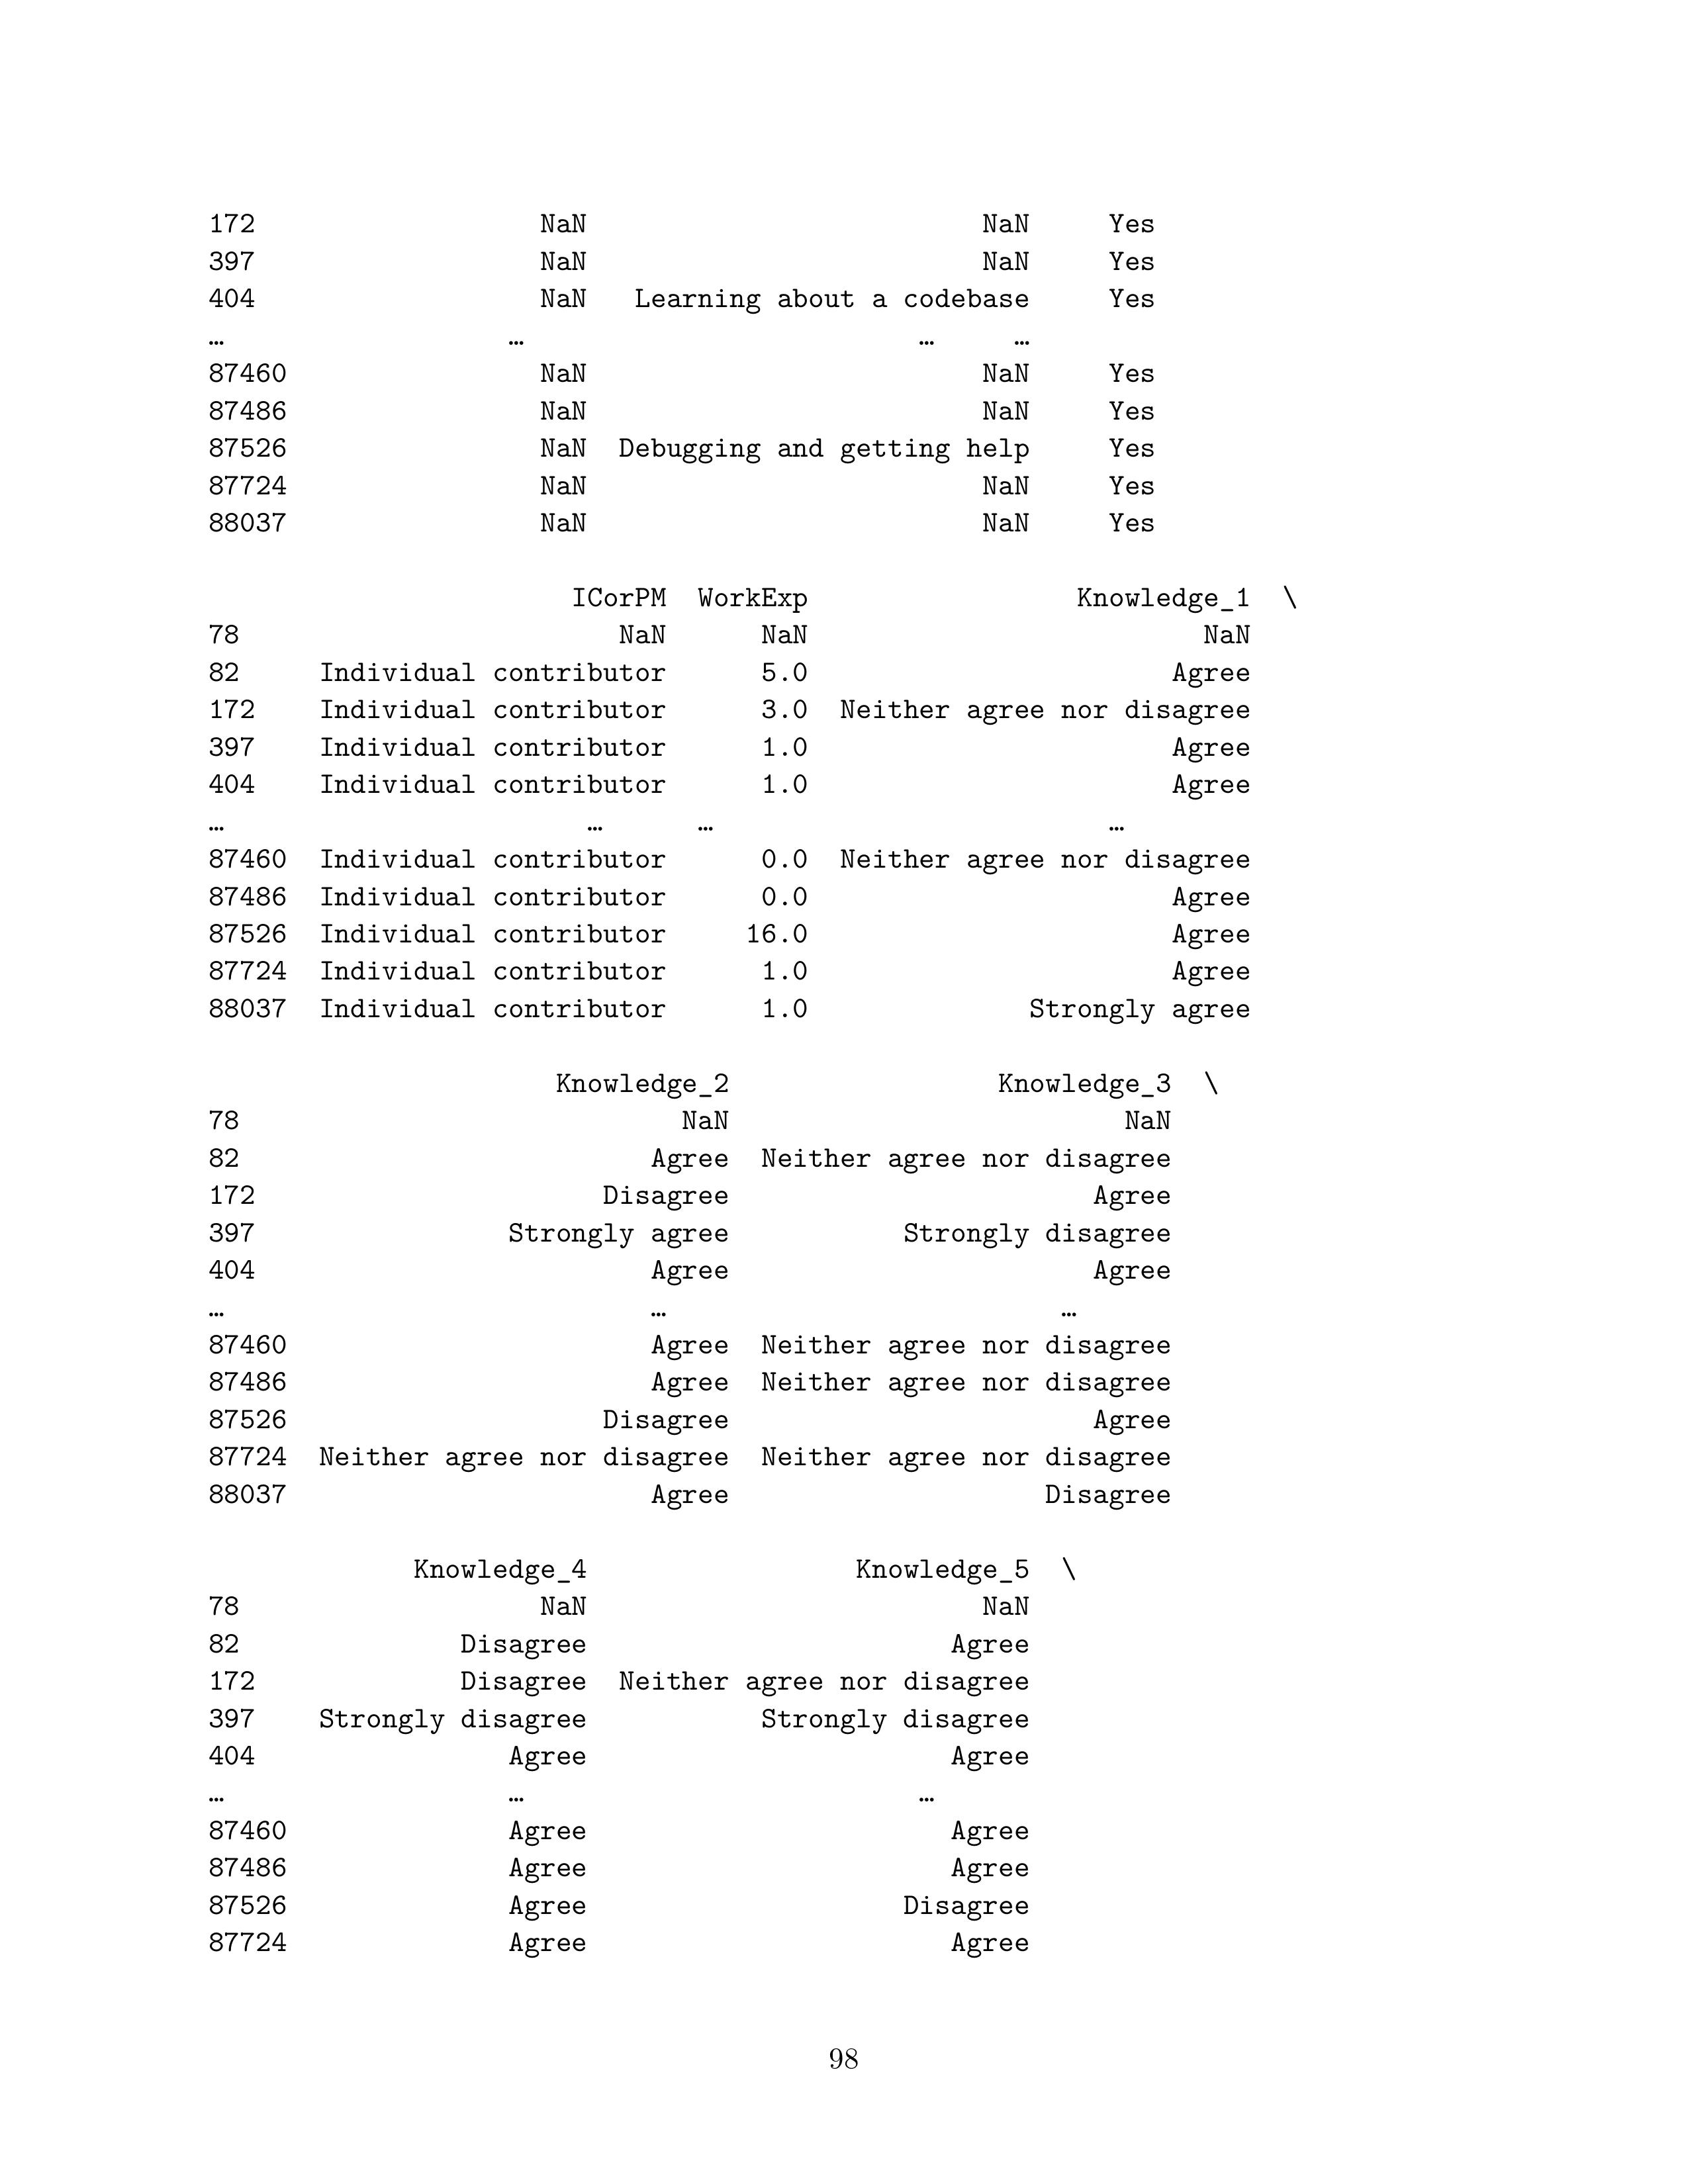 172                  NaN                         NaN     Yes
397                  NaN                         NaN     Yes
404                  NaN   Learning about a codebase     Yes
…                  …                         …     …
87460                NaN                         NaN     Yes
87486                NaN                         NaN     Yes
87526                NaN  Debugging and getting help     Yes
87724                NaN                         NaN     Yes
88037                NaN                         NaN     Yes
                       ICorPM  WorkExp                 Knowledge_1  \
78                        NaN      NaN                         NaN
82     Individual contributor      5.0                       Agree
172    Individual contributor      3.0  Neither agree nor disagree
397    Individual contributor      1.0                       Agree
404    Individual contributor      1.0                       Agree
…                       …      …                         …
87460  Individual contributor      0.0  Neither agree nor disagree
87486  Individual contributor      0.0                       Agree
87526  Individual contributor     16.0                       Agree
87724  Individual contributor      1.0                       Agree
88037  Individual contributor      1.0              Strongly agree
                      Knowledge_2                 Knowledge_3  \
78                            NaN                         NaN
82                          Agree  Neither agree nor disagree
172                      Disagree                       Agree
397                Strongly agree           Strongly disagree
404                         Agree                       Agree
…                           …                         …
87460                       Agree  Neither agree nor disagree
87486                       Agree  Neither agree nor disagree
87526                    Disagree                       Agree
87724  Neither agree nor disagree  Neither agree nor disagree
88037                       Agree                    Disagree
             Knowledge_4                 Knowledge_5  \
78                   NaN                         NaN
82              Disagree                       Agree
172             Disagree  Neither agree nor disagree
397    Strongly disagree           Strongly disagree
404                Agree                       Agree
…                  …                         …
87460              Agree                       Agree
87486              Agree                       Agree
87526              Agree                    Disagree
87724              Agree                       Agree
98